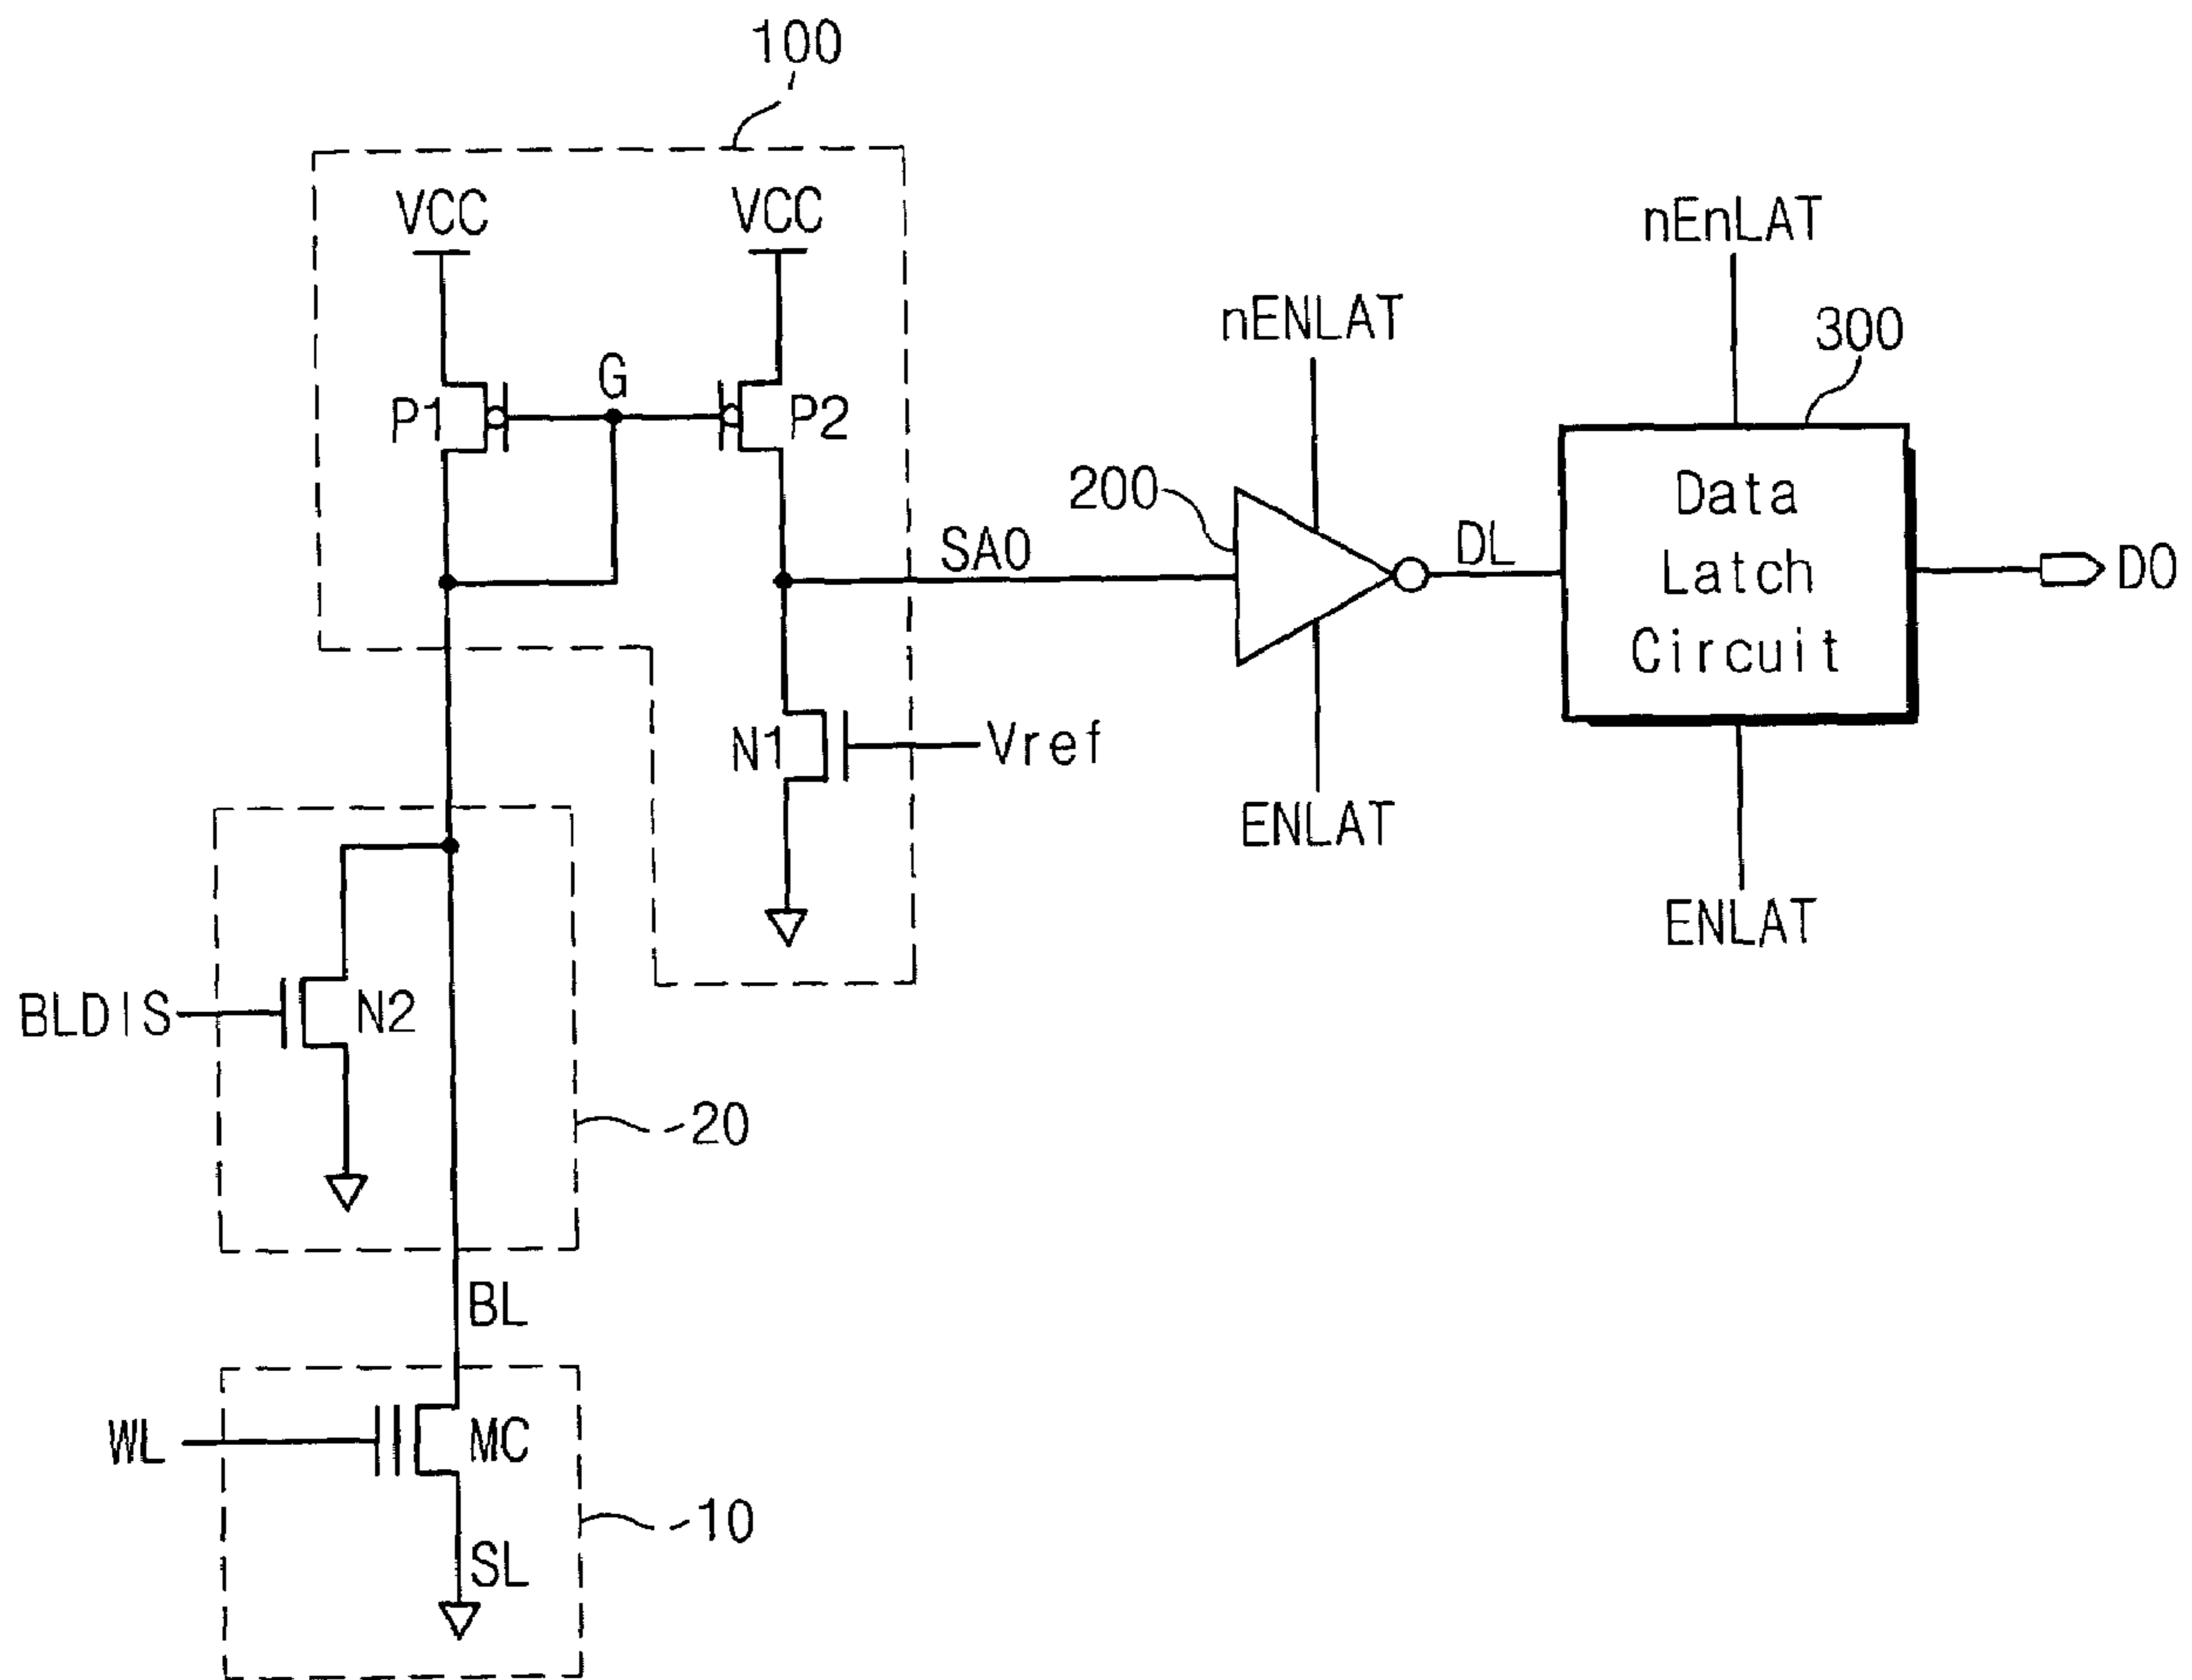 100
VCC
VCC
nEnLAT
nENLAT
300
G
P1
P2
200
Data
Latch
Circuit
SAO
DL
DO
N1
Vref
ENLAT
ENLAT
BLDIS
N2
20
BL
WL
MC
10
SL